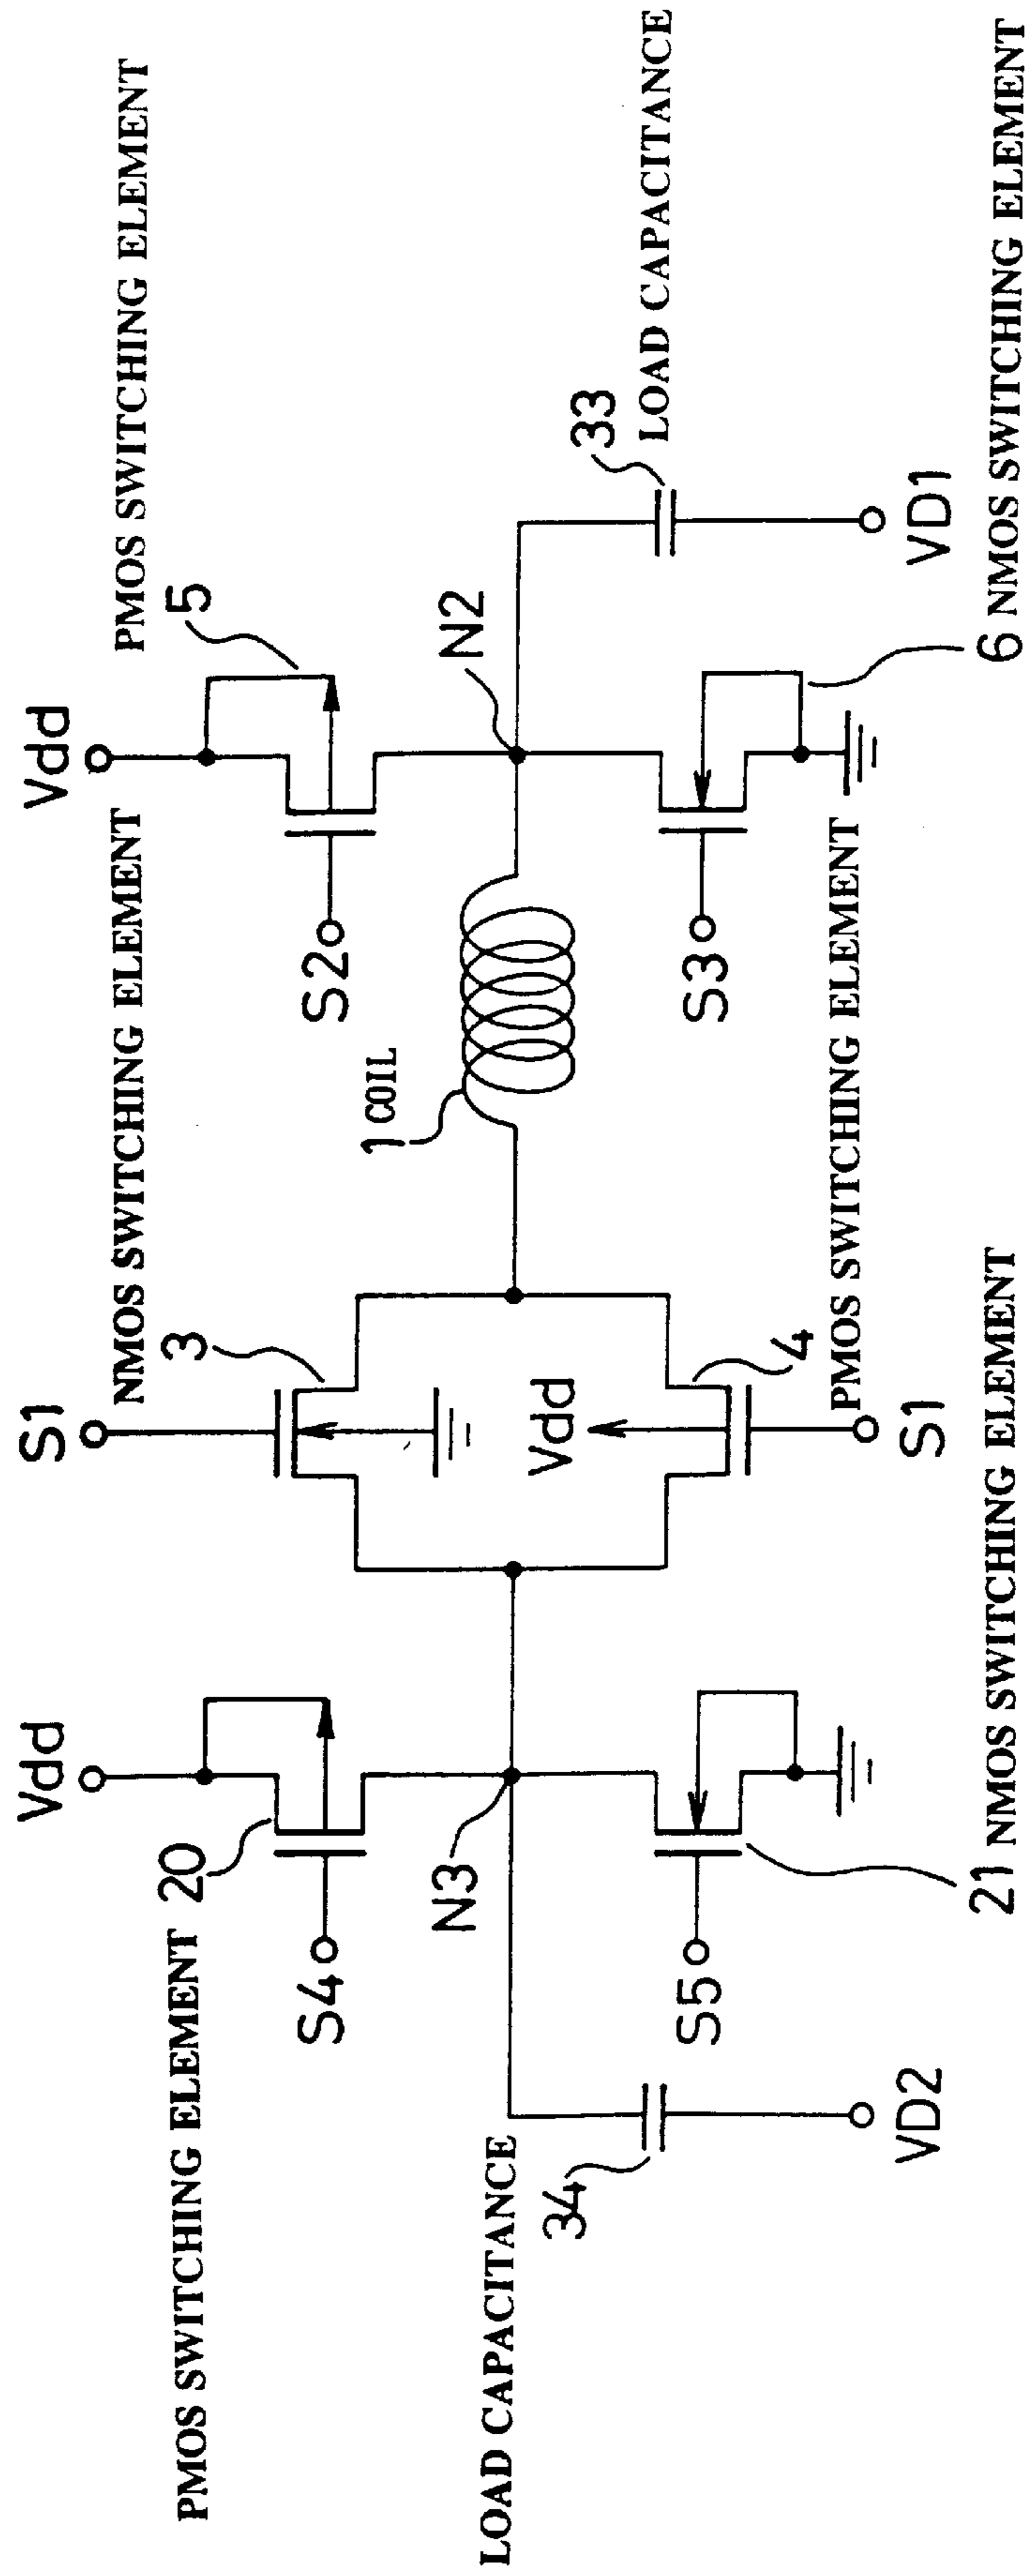 PMOS SWITCHING ELEMENT 20
Vdd
S4
N3
LOAD CAPACITANCE
34
VD2
S5
21 NMOS SWITCHING ELEMENT
S1
NMOS SWITCHING ELEMENT
3
Vdd
4
S1
PMOS SWITCHING ELEMENT
1 COIL
Vdd
5
PMOS SWITCHING ELEMENT
S2
N2
S3
33
LOAD CAPACITANCE
VD1
6 NMOS SWITCHING ELEMENT